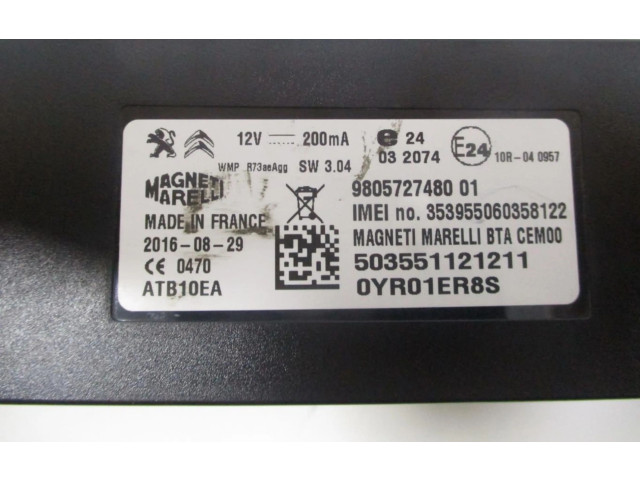 12V 200mA e 24
03 2074
E24 10R-04 0957
WMP R73aeAgg SW 3.04
MAGNETI
MARELLI
MADE IN FRANCE
2016-08-29
CE 0470
ATB10EA
9805727480 01
IMEI no. 353955060358122
MAGNETI MARELLI BTA CEM00
503551121211
0YR01ER8S